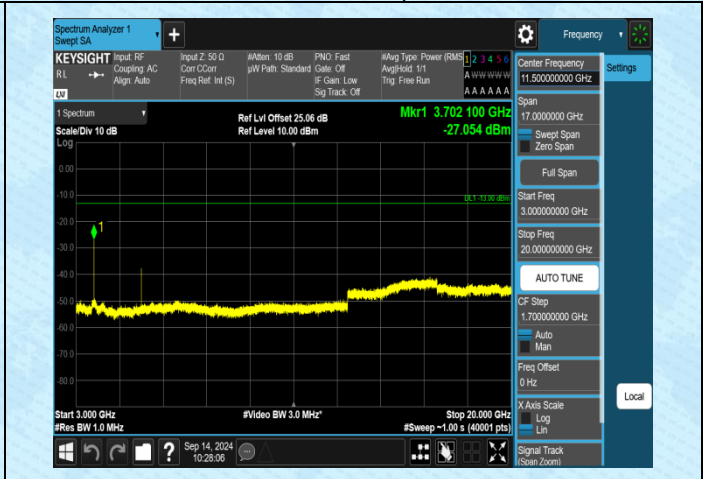 Spectrum Analyzer 1
Swept SA
+
Frequency
KEYSIGHT
RL
Input: RF
Coupling: AC
Align: Auto
Input Z: 50 Ω
Corr CCorr
Freq Ref: Int (S)
#Atten: 10 dB
µW Path: Standard
PNO: Fast
Gate: Off
IF Gain: Low
Sig Track: Off
#Avg Type: Power (RMS
Avg|Hold: 1/1
Trig: Free Run
1 2 3 4 5 6
A W W W W W
A A A A A A
Center Frequency
11.500000000 GHz
Settings
Span
17.0000000 GHz
Swept Span
Zero Span
Full Span
Start Freq
3.000000000 GHz
Stop Freq
20.000000000 GHz
AUTO TUNE
CF Step
1.700000000 GHz
Auto
Man
Freq Offset
0 Hz
X Axis Scale
Log
Lin
Local
Signal Track
(Span Zoom)
1 Spectrum
Scale/Div 10 dB
Log
Ref Lvl Offset 25.06 dB
Ref Level 10.00 dBm
Mkr1 3.702 100 GHz
-27.054 dBm
0.00
-10.0
DL1 -13.00 dBm
-20.0
1
-30.0
-40.0
-50.0
-60.0
-70.0
-80.0
Start 3.000 GHz
#Res BW 1.0 MHz
#Video BW 3.0 MHz*
Stop 20.000 GHz
#Sweep ~1.00 s (40001 pts)
?
Sep 14, 2024
10:28:06